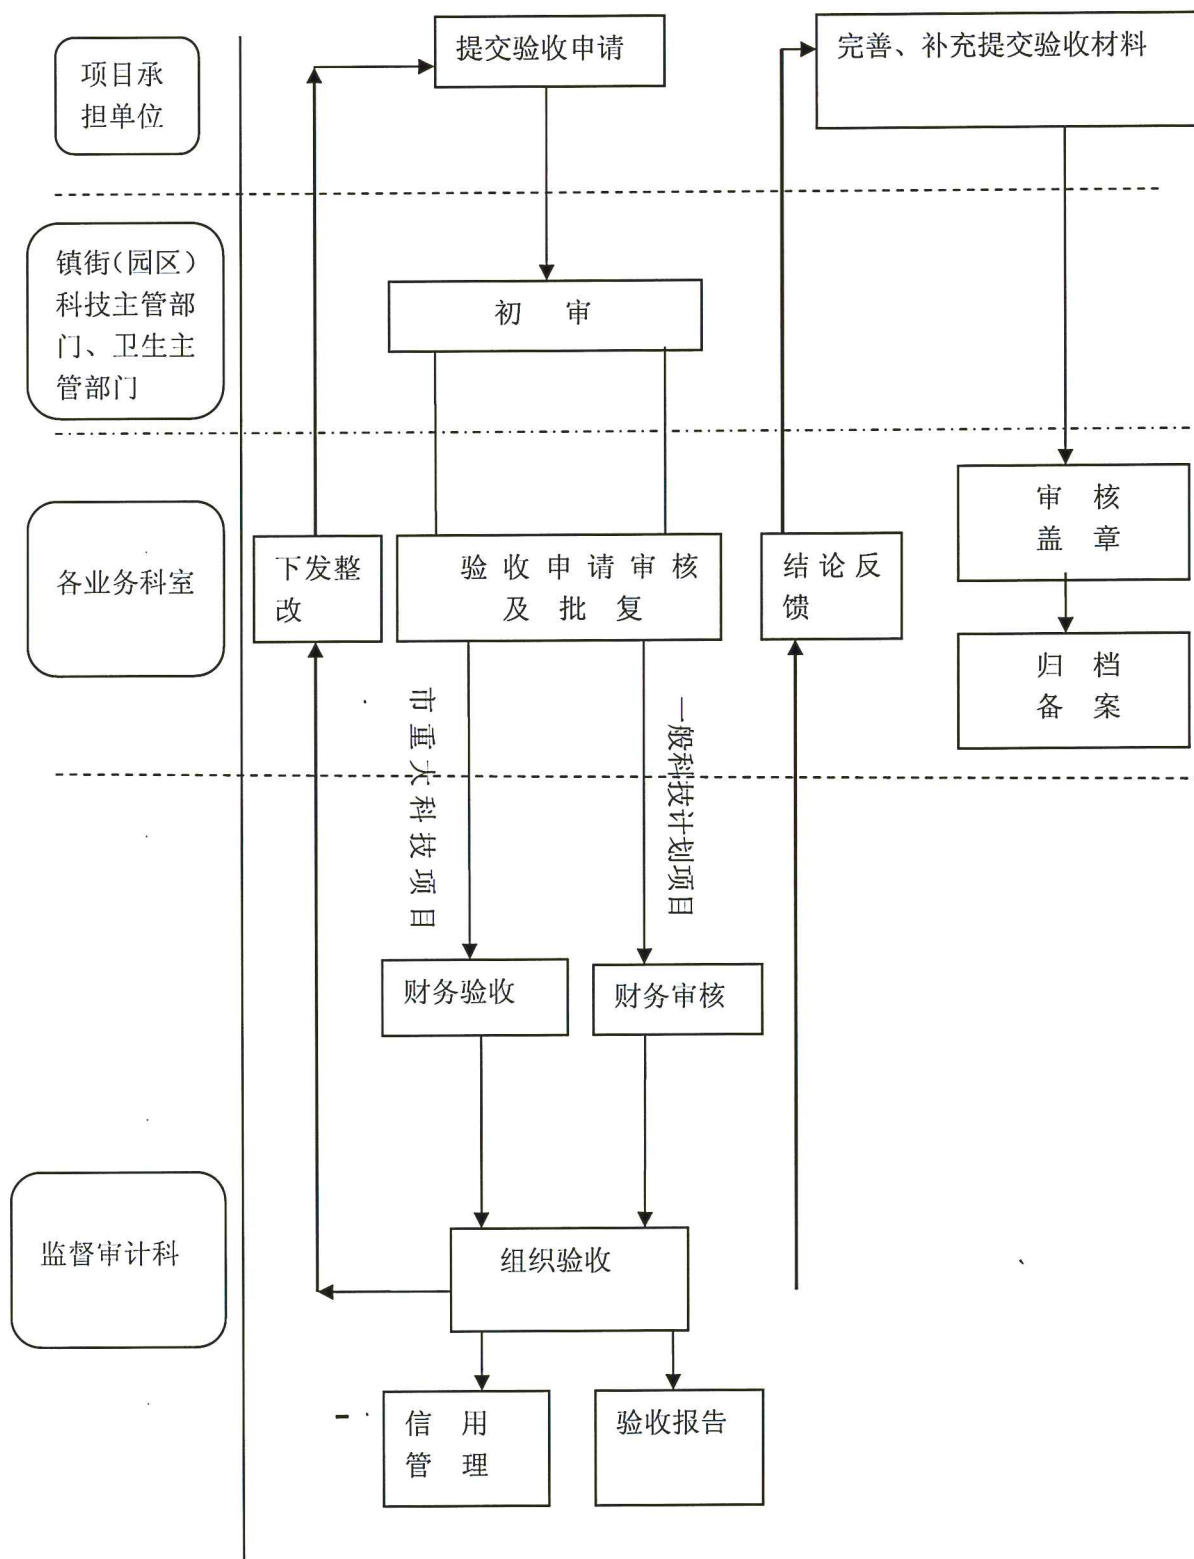 提交验收申请
完善、补充提交验收材料
项目承
担单位
镇街（园区）
科技主管部
门、卫生主
管部门
初 审
审 核
盖 章
各业务科室
下发整
改
验收申请审核
及批复
结论反
馈
归 档
备 案
市重大科技项目
一般科技计划项目
财务验收
财务审核
监督审计科
组织验收
信 用
管 理
验收报告